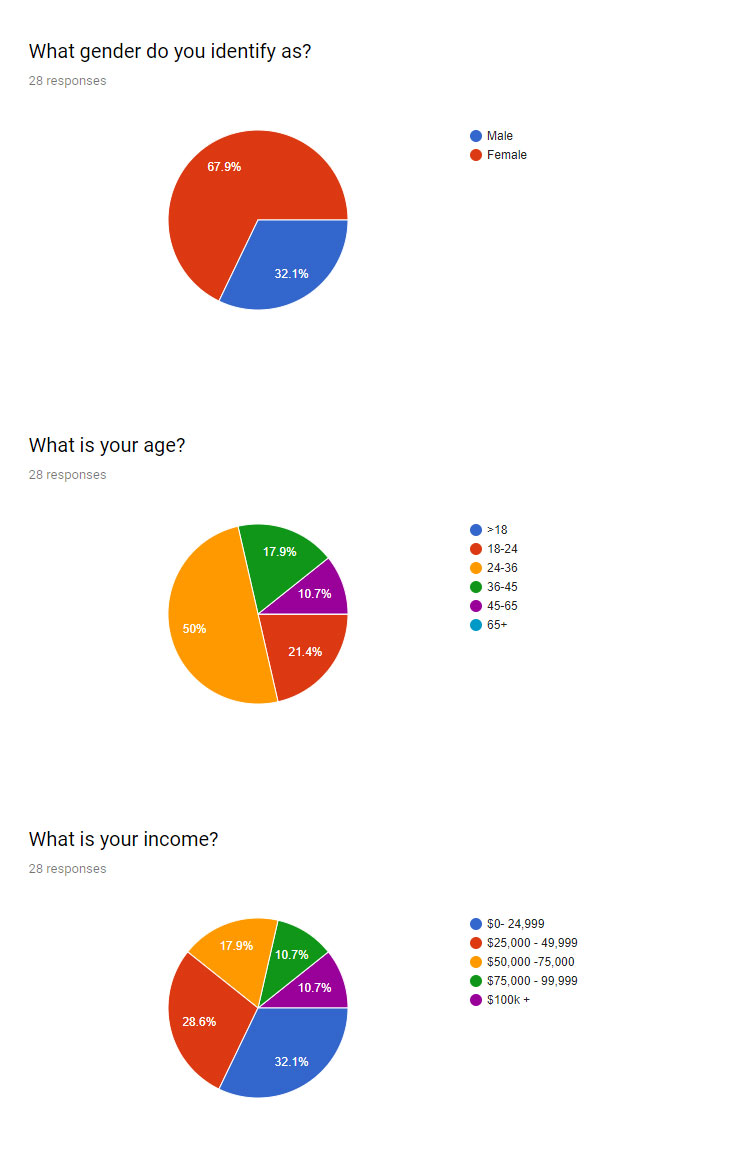 What gender do you identify as?
28 responses
Male
Female
67.9%
32.1%
What is your age?
28 responses
>18
18-24
24-36
36-45
45-65
65+
17.9%
10.7%
50%
21.4%
What is your income?
28 responses
$0- 24,999
$25,000 - 49,999
$50,000 -75,000
$75,000 - 99,999
$100k +
17.9%
10.7%
10.7%
28.6%
32.1%